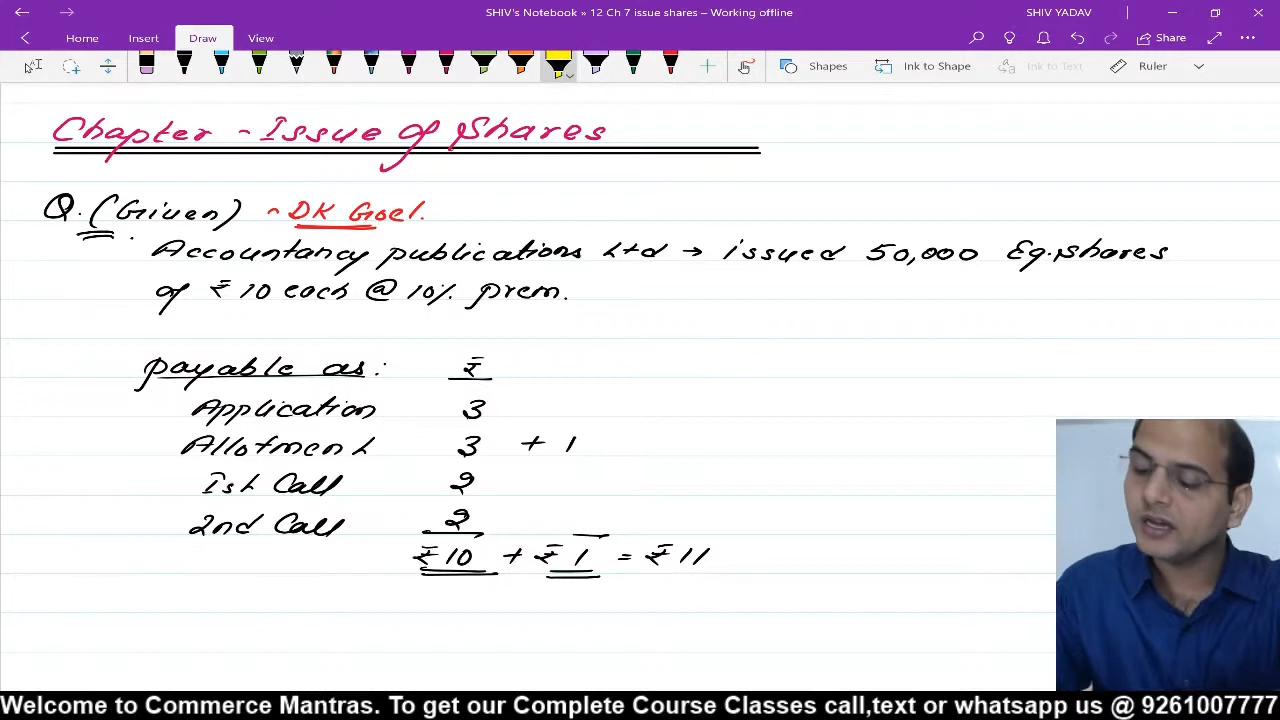 SHIV's Notebook » 12 Ch 7 issue shares – Working offline
SHIV YADAV
Home Insert Draw View
Share
Shapes Ink to Shape Ink to Text Ruler
Chapter - Issue of Shares
Q. (Given) - DK Goel.
Accountancy publications Ltd → issued 50,000 Eq. shares
of ₹ 10 each @ 10% prem.
payable as: ₹
Application 3
Allotment 3 + 1
Ist Call 2
2nd Call 2
₹ 10 + ₹ 1 = ₹ 11
Welcome to Commerce Mantras. To get our Complete Course Classes call,text or whatsapp us @ 9261007777